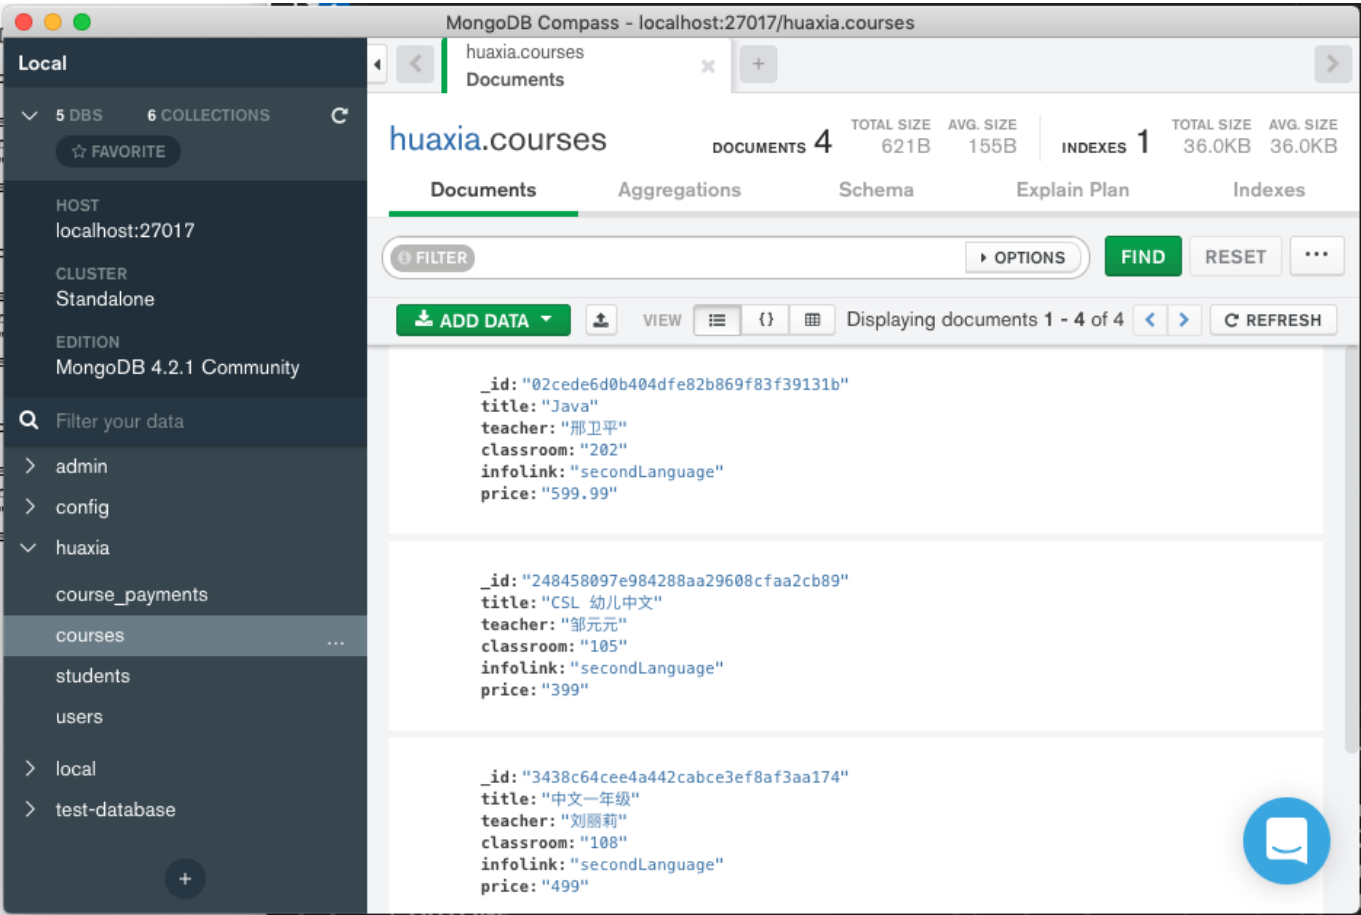 MongoDB Compass - localhost:27017/huaxia.courses
Local
5 DBS 6 COLLECTIONS
FAVORITE
HOST
localhost:27017
CLUSTER
Standalone
EDITION
MongoDB 4.2.1 Community
Filter your data
admin
config
huaxia
course_payments
courses ...
students
users
local
test-database
+
huaxia.courses
Documents
+
huaxia.courses
DOCUMENTS 4
TOTAL SIZE 621B
AVG. SIZE 155B
INDEXES 1
TOTAL SIZE 36.0KB
AVG. SIZE 36.0KB
Documents Aggregations Schema Explain Plan Indexes
FILTER OPTIONS FIND RESET ...
ADD DATA VIEW {} Displaying documents 1 - 4 of 4 < > REFRESH
_id:"02cede6d0b404dfe82b869f83f39131b"
title:"Java"
teacher:"邢卫平"
classroom:"202"
infolink:"secondLanguage"
price:"599.99"
_id:"248458097e984288aa29608cfaa2cb89"
title:"CSL 幼儿中文"
teacher:"邹元元"
classroom:"105"
infolink:"secondLanguage"
price:"399"
_id:"3438c64cee4a442cabce3ef8af3aa174"
title:"中文一年级"
teacher:"刘丽莉"
classroom:"108"
infolink:"secondLanguage"
price:"499"